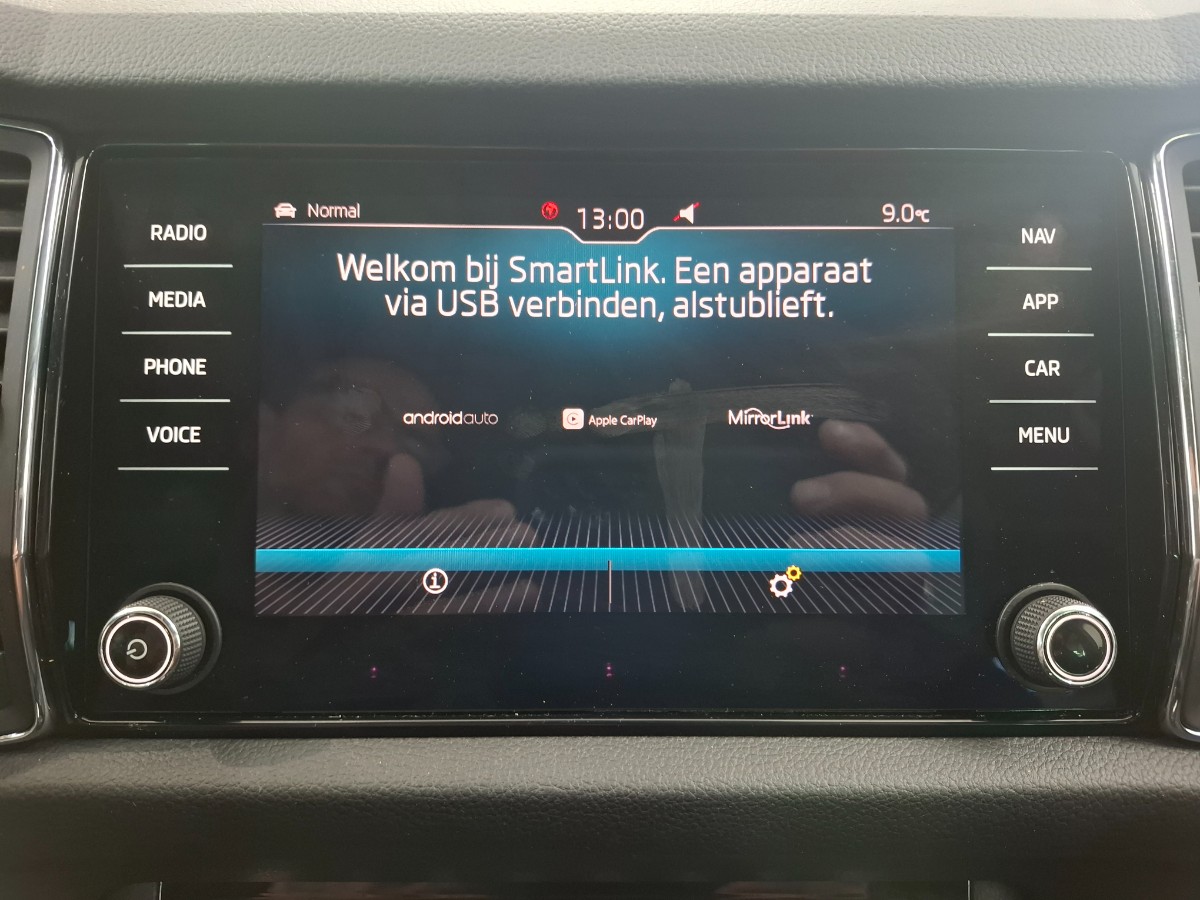 Normal
13:00
9.0°C
RADIO
MEDIA
PHONE
VOICE
Welkom bij SmartLink. Een apparaat
via USB verbinden, alstublieft.
androidauto
Apple CarPlay
MirrorLink
NAV
APP
CAR
MENU